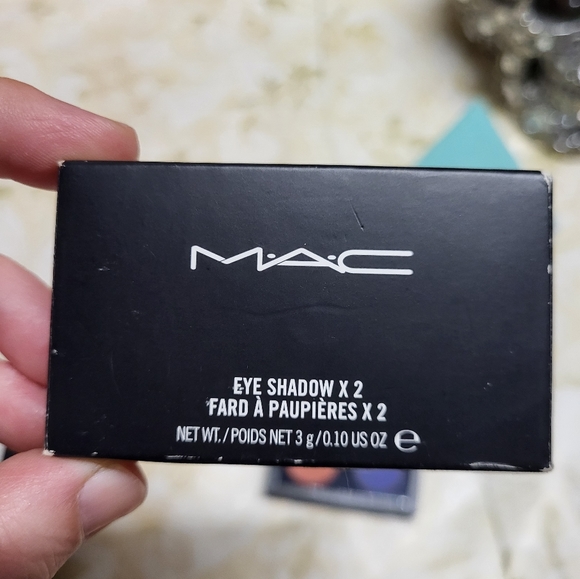 M·A·C
EYE SHADOW X 2
FARD À PAUPIÈRES X 2
NET WT./POIDS NET 3 g/0.10 US OZ ℮